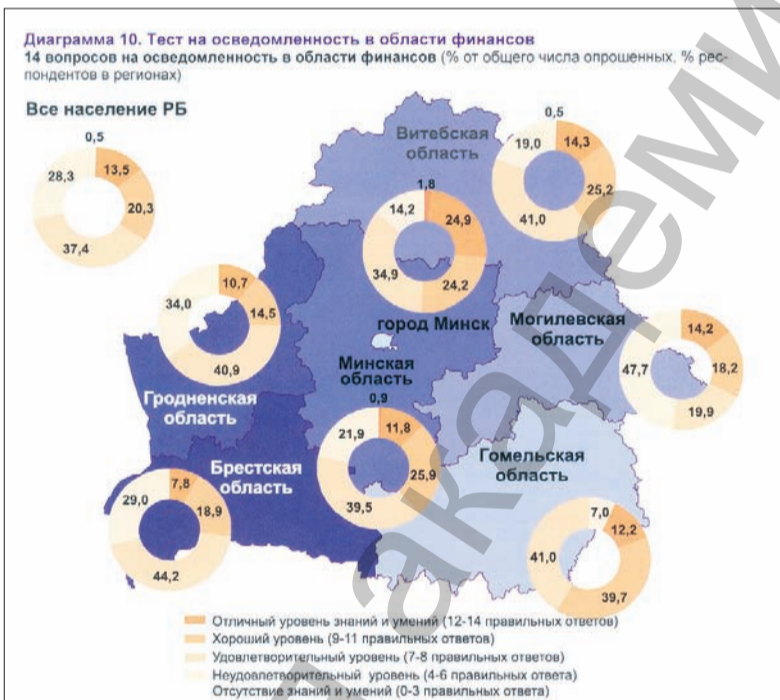 Диаграмма 10. Тест на осведомленность в области финансов
14 вопросов на осведомленность в области финансов (% от общего числа опрошенных, % рес-
пондентов в регионах)
Все население РБ
0,5
13,5
20,3
37,4
28,3
Витебская
область
0,5
14,3
25,2
41,0
19,0
1,8
24,9
24,2
34,9
14,2
город Минск
10,7
14,5
40,9
34,0
Гродненская
область
Могилевская
область
14,2
18,2
19,9
47,7
Минская
область
0,9
11,8
25,9
39,5
21,9
Брестская
область
7,8
18,9
44,2
29,0
Гомельская
область
7,0
12,2
39,7
41,0
Отличный уровень знаний и умений (12-14 правильных ответов)
Хороший уровень (9-11 правильных ответов)
Удовлетворительный уровень (7-8 правильных ответов)
Неудовлетворительный уровень (4-6 правильных ответа)
Отсутствие знаний и умений (0-3 правильных ответа)